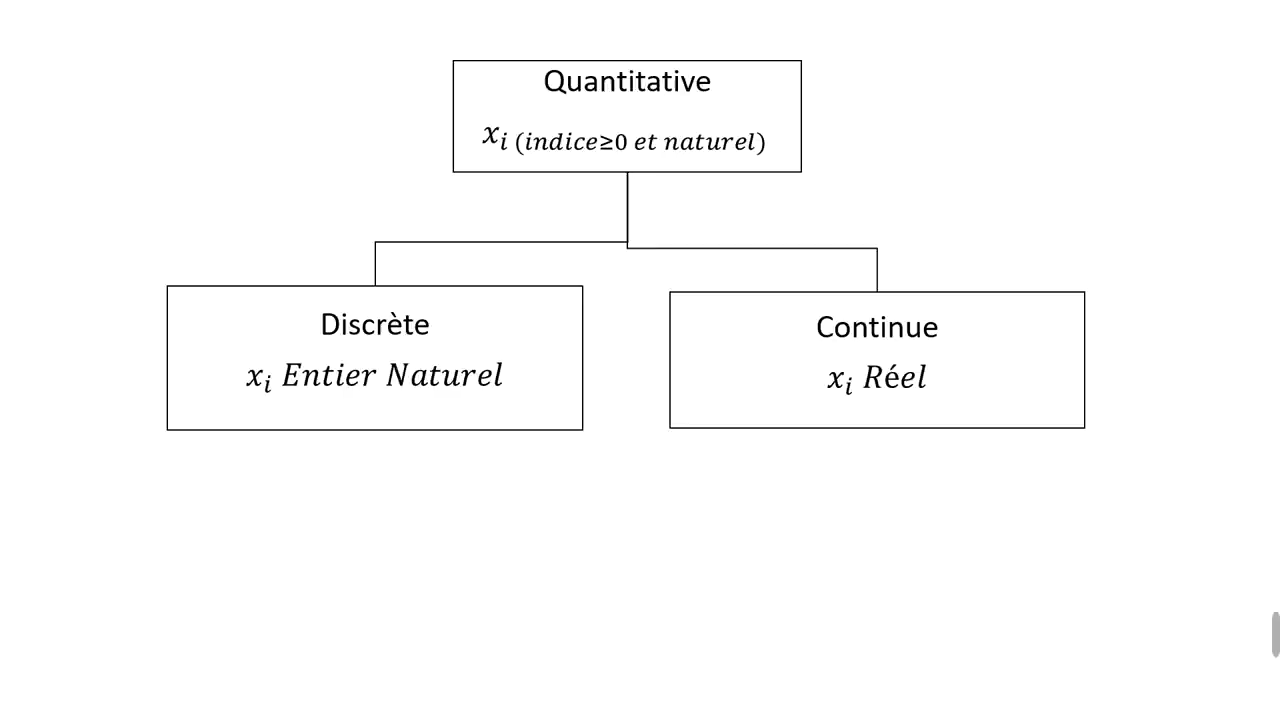 Quantitative
xᵢ (indice≥0 et naturel)
Discrète
xᵢ Entier Naturel
Continue
xᵢ Réel